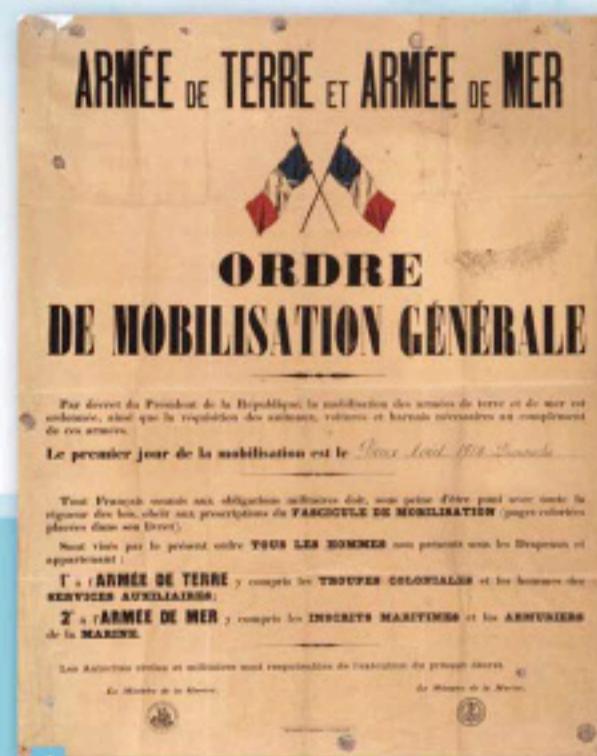 ARMÉE DE TERRE ET ARMÉE DE MER
ORDRE
DE MOBILISATION GÉNÉRALE
Par décret du Président de la République, la mobilisation des armées de terre et de mer est
ordonnée, ainsi que la réquisition des animaux, voitures et harnais nécessaires au complément
de ces armées.
Le premier jour de la mobilisation est le
Tout Français soumis aux obligations militaires doit, sous peine d'être puni avec toute la
rigueur des lois, obéir aux prescriptions du FASCICULE DE MOBILISATION (pages coloriées
placées dans son livret).
Sont visés par le présent ordre TOUS LES HOMMES non présents sous les Drapeaux et
appartenant :
1° à l'ARMÉE DE TERRE y compris les TROUPES COLONIALES et les hommes des
SERVICES AUXILIAIRES;
2° à l'ARMÉE DE MER y compris les INSCRITS MARITIMES et les ARMURIERS
de la MARINE.
Les Autorités civiles et militaires sont responsables de l'exécution du présent décret.
Le Ministre de la Guerre, Le Ministre de la Marine,